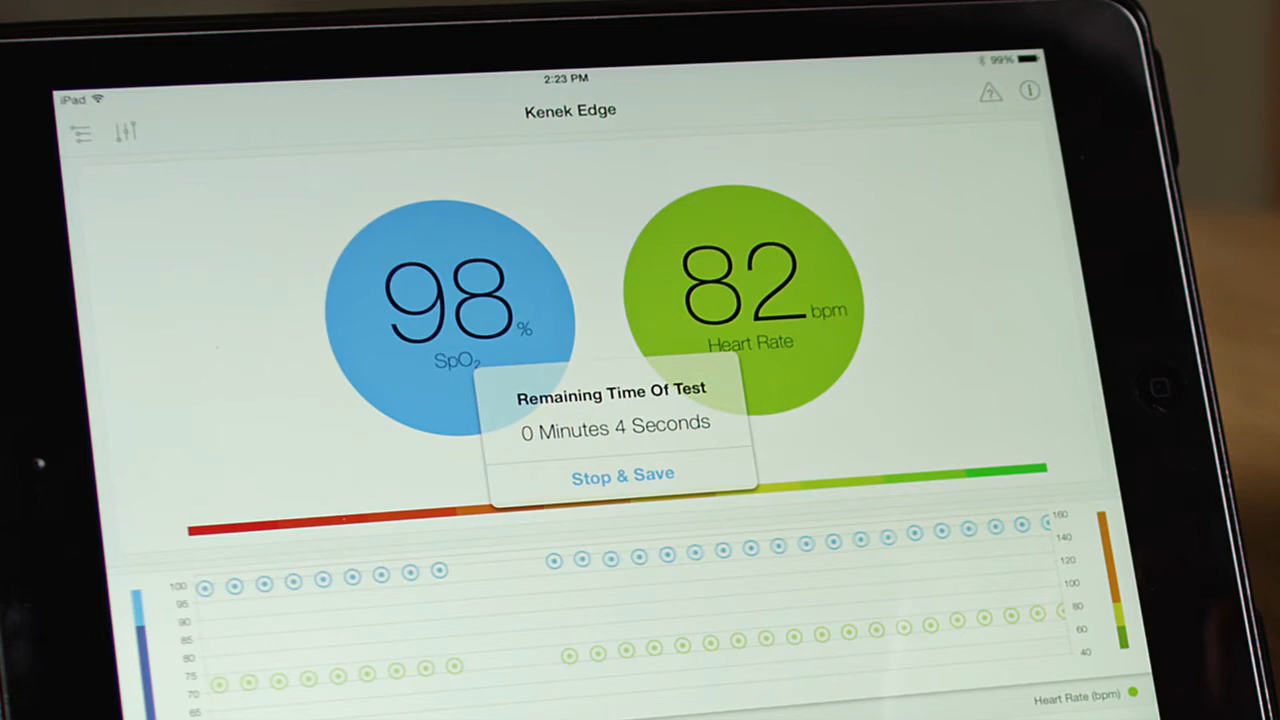 2:23 PM
99%
iPad
Kenek Edge
98 %
SpO₂
82 bpm
Heart Rate
Remaining Time Of Test
0 Minutes 4 Seconds
Stop & Save
100
95
90
85
80
75
70
65
160
140
120
100
80
60
40
Heart Rate (bpm)